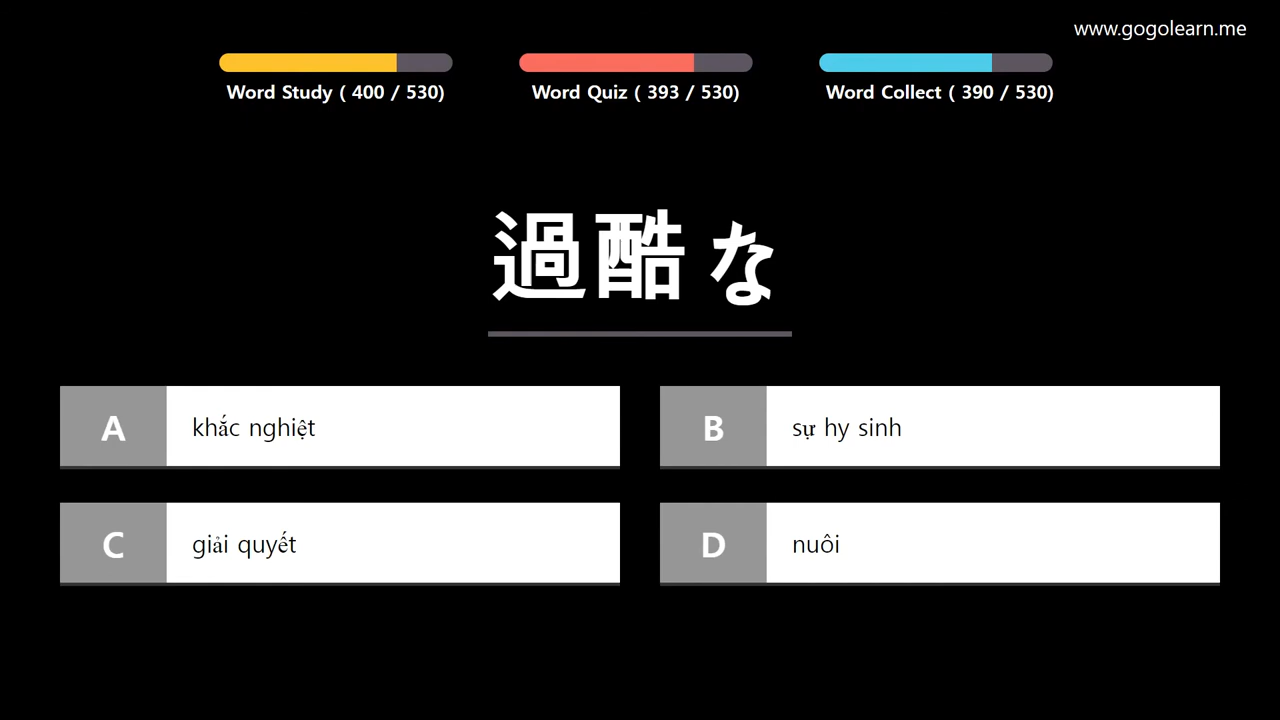 www.gogolearn.me
Word Study ( 400 / 530)
Word Quiz ( 393 / 530)
Word Collect ( 390 / 530)
過酷な
A khắc nghiệt
B sự hy sinh
C giải quyết
D nuôi